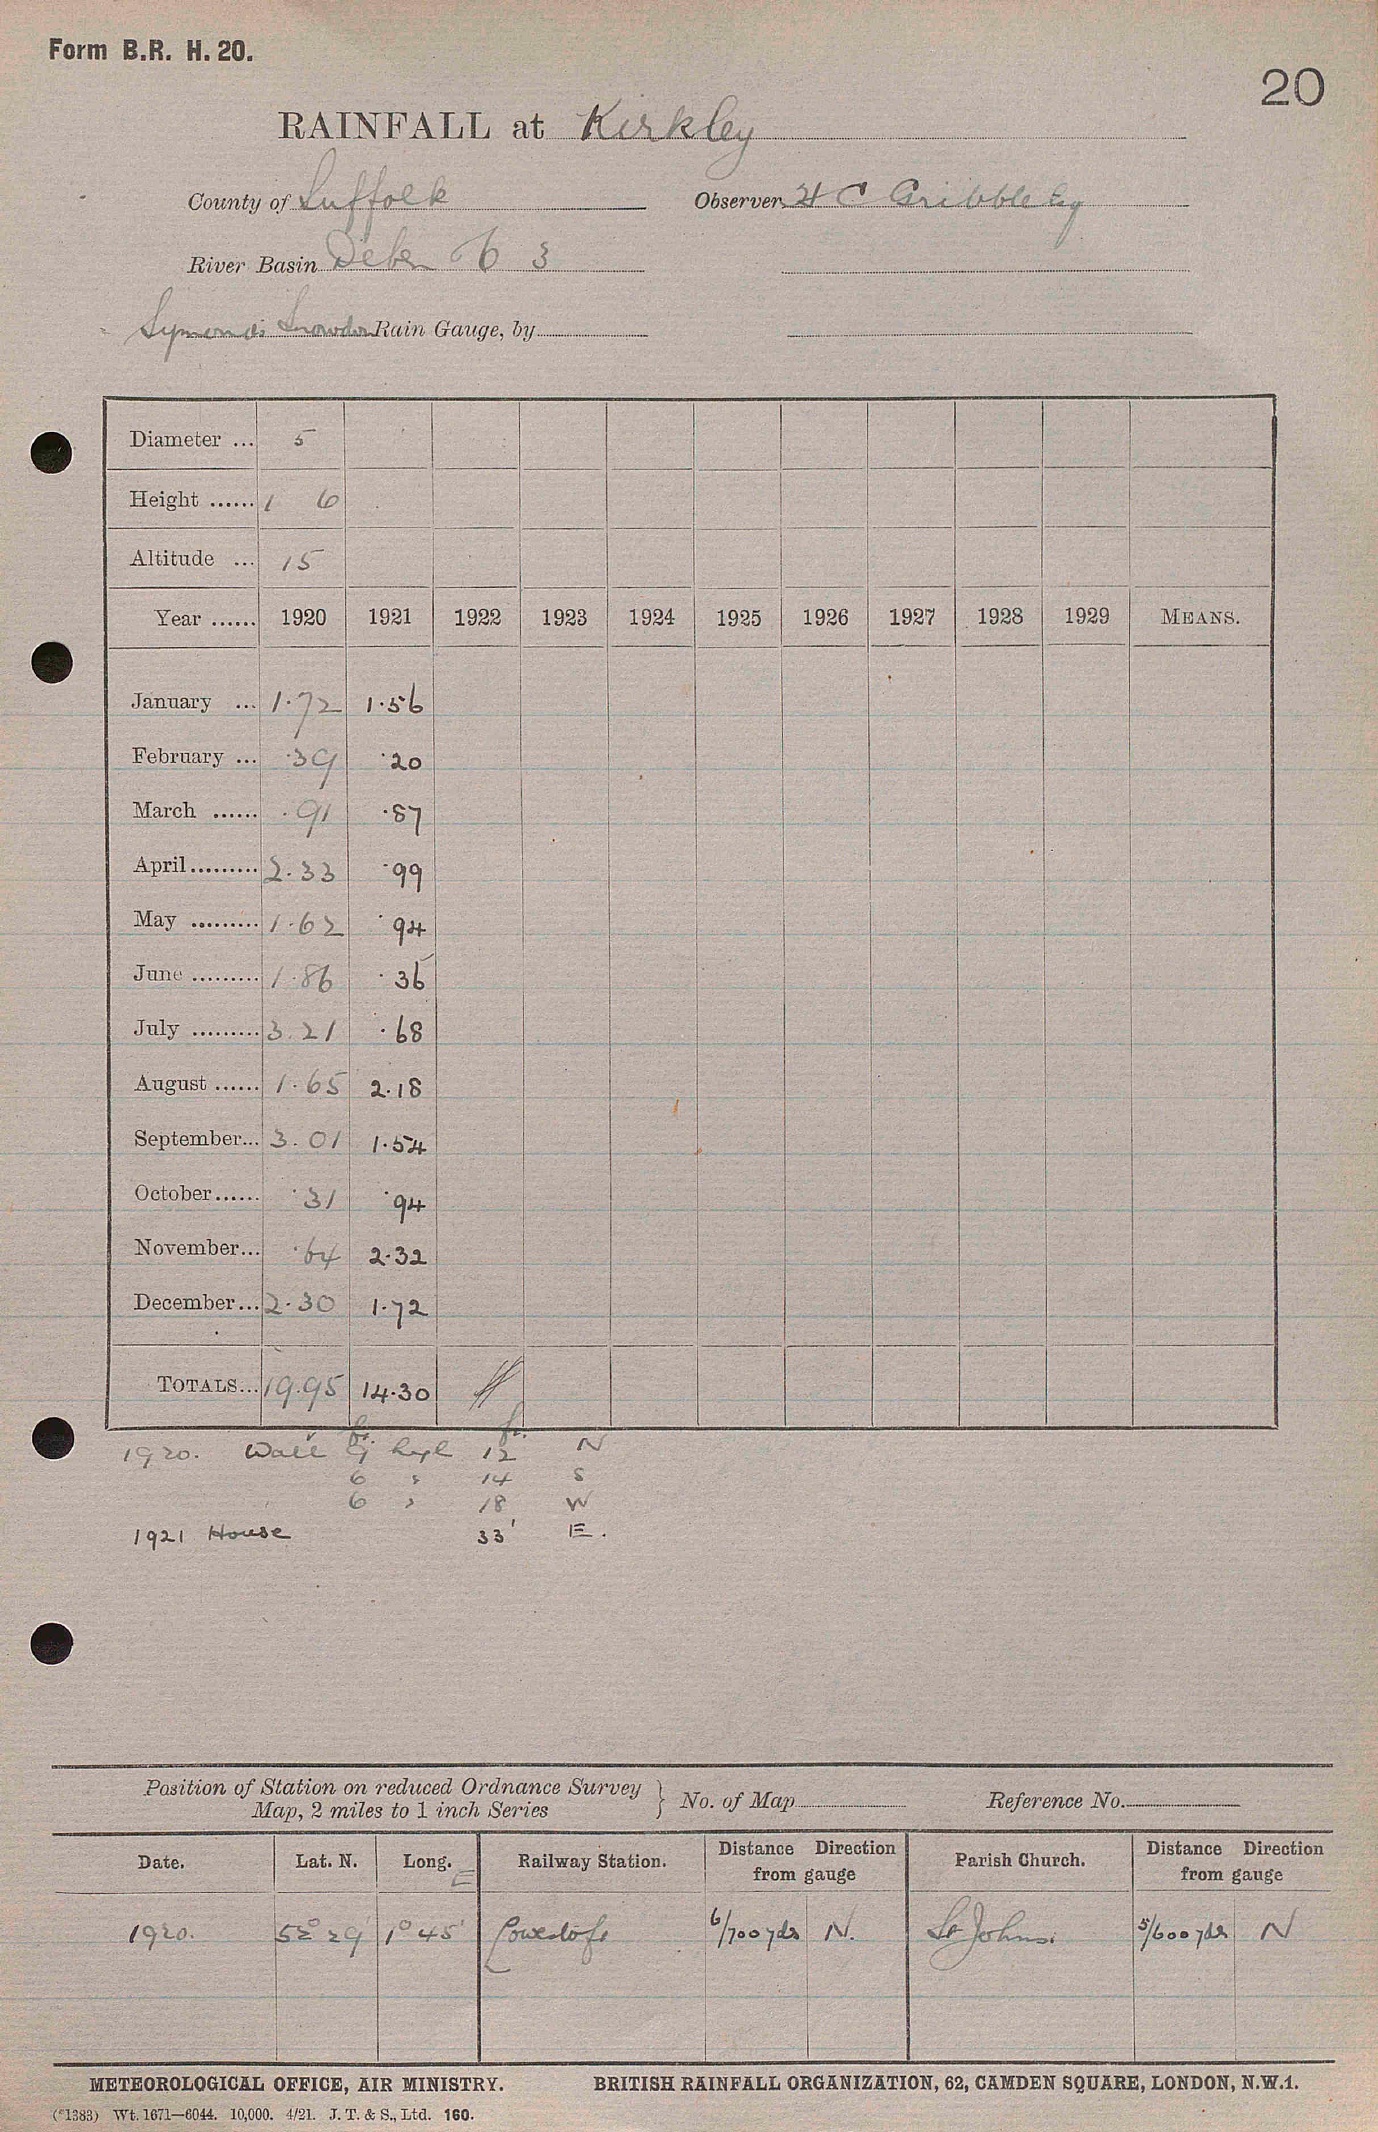 Form B.R. H. 20.
20
RAINFALL at Kirkley
County of Suffolk Observer H C Gribble Esq
River Basin Deben 6 3
Symons's Snowdon Rain Gauge, by
Diameter ... 5
Height ...... 1 6
Altitude ... 15
Year ...... 1920 1921 1922 1923 1924 1925 1926 1927 1928 1929 MEANS.
January ... 1.72 1.56
February ... .39 .20
March ...... .91 .87
April ......... 2.33 .99
May ......... 1.62 .94
June ......... 1.86 .36
July ......... 3.21 .68
August ...... 1.65 2.18
September... 3.01 1.54
October...... .31 .94
November... .64 2.32
December... 2.30 1.72
TOTALS... 19.95 14.30
1920. Wall 6 ft. high 12 ft. N
6 " 14 S
6 " 18 W
1921 House 33' E.
Position of Station on reduced Ordnance Survey Map, 2 miles to 1 inch Series } No. of Map Reference No.
Date. Lat. N. Long. E Railway Station. Distance Direction from gauge Parish Church. Distance Direction from gauge
1920. 52° 29' 1° 45' Lowestoft 6/700 yds N. St Johns. 5/600 yds N
METEOROLOGICAL OFFICE, AIR MINISTRY. BRITISH RAINFALL ORGANIZATION, 62, CAMDEN SQUARE, LONDON, N.W.1.
(*1383) Wt. 1671—6044. 10,000. 4/21. J. T. & S., Ltd. 160.